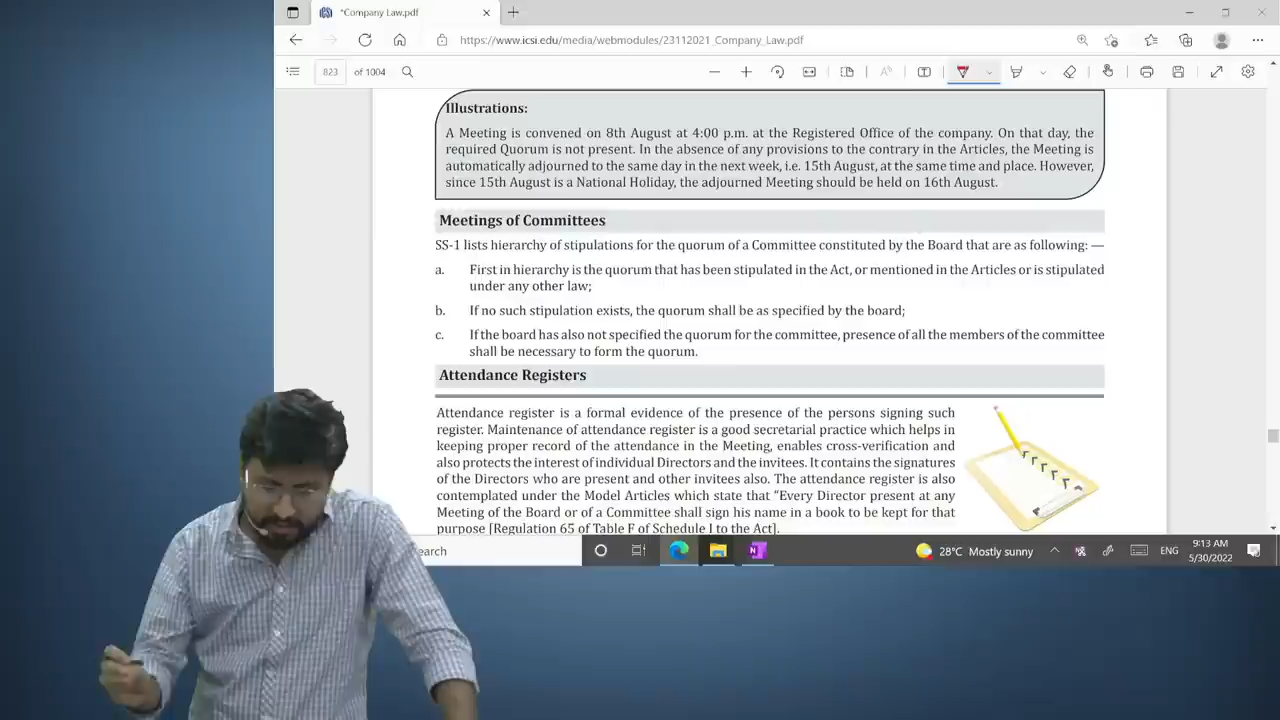 *Company Law.pdf
https://www.icsi.edu/media/webmodules/23112021_Company_Law.pdf
823 of 1004
Illustrations:
A Meeting is convened on 8th August at 4:00 p.m. at the Registered Office of the company. On that day, the
required Quorum is not present. In the absence of any provisions to the contrary in the Articles, the Meeting is
automatically adjourned to the same day in the next week, i.e. 15th August, at the same time and place. However,
since 15th August is a National Holiday, the adjourned Meeting should be held on 16th August.
Meetings of Committees
SS-1 lists hierarchy of stipulations for the quorum of a Committee constituted by the Board that are as following: —
a. First in hierarchy is the quorum that has been stipulated in the Act, or mentioned in the Articles or is stipulated
under any other law;
b. If no such stipulation exists, the quorum shall be as specified by the board;
c. If the board has also not specified the quorum for the committee, presence of all the members of the committee
shall be necessary to form the quorum.
Attendance Registers
Attendance register is a formal evidence of the presence of the persons signing such
register. Maintenance of attendance register is a good secretarial practice which helps in
keeping proper record of the attendance in the Meeting, enables cross-verification and
also protects the interest of individual Directors and the invitees. It contains the signatures
of the Directors who are present and other invitees also. The attendance register is also
contemplated under the Model Articles which state that “Every Director present at any
Meeting of the Board or of a Committee shall sign his name in a book to be kept for that
purpose [Regulation 65 of Table F of Schedule I to the Act].
earch
28°C Mostly sunny
ENG
9:13 AM
5/30/2022